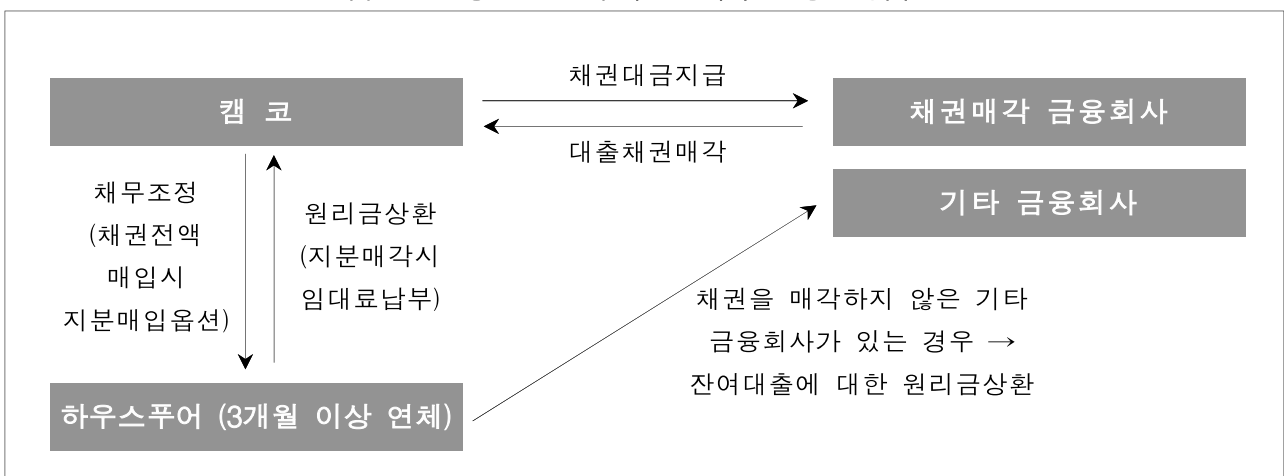 채권대금지급
캠 코
채권매각 금융회사
대출채권매각
채무조정
(채권전액
매입시
지분매입옵션)
원리금상환
(지분매각시
임대료납부)
기타 금융회사
채권을 매각하지 않은 기타
금융회사가 있는 경우 →
잔여대출에 대한 원리금상환
하우스푸어 (3개월 이상 연체)